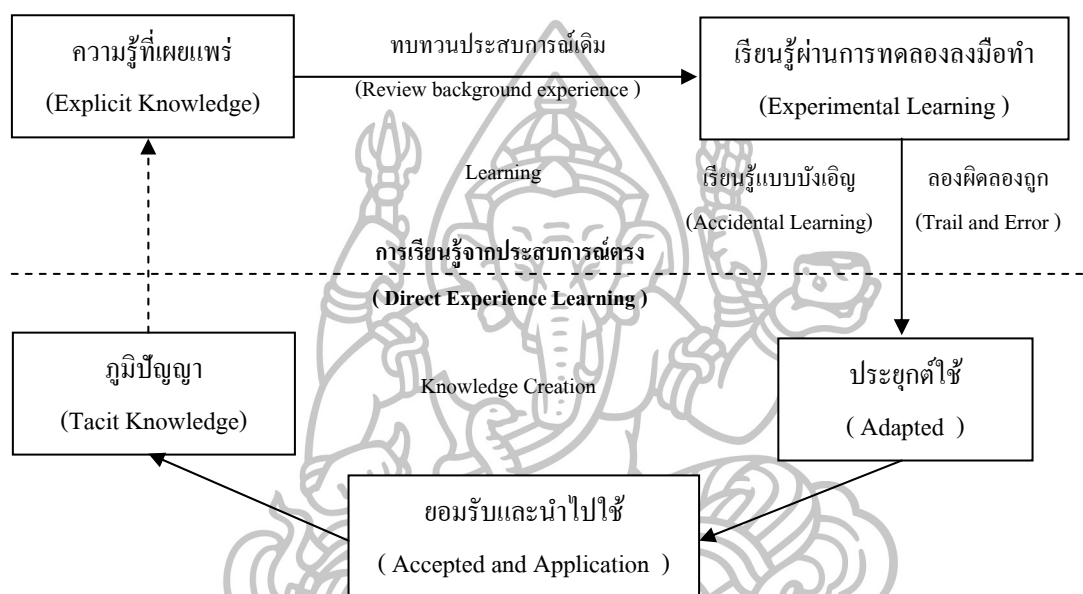 ความรู้ที่เผยแพร่
(Explicit Knowledge)
ทบทวนประสบการณ์เดิม
(Review background experience )
เรียนรู้ผ่านการทดลองลงมือทำ
(Experimental Learning )
Learning
เรียนรู้แบบบังเอิญ
(Accidental Learning)
ลองผิดลองถูก
(Trail and Error )
การเรียนรู้จากประสบการณ์ตรง
( Direct Experience Learning)
ภูมิปัญญา
(Tacit Knowledge)
Knowledge Creation
ประยุกต์ใช้
( Adapted )
ยอมรับและนำไปใช้
( Accepted and Application )